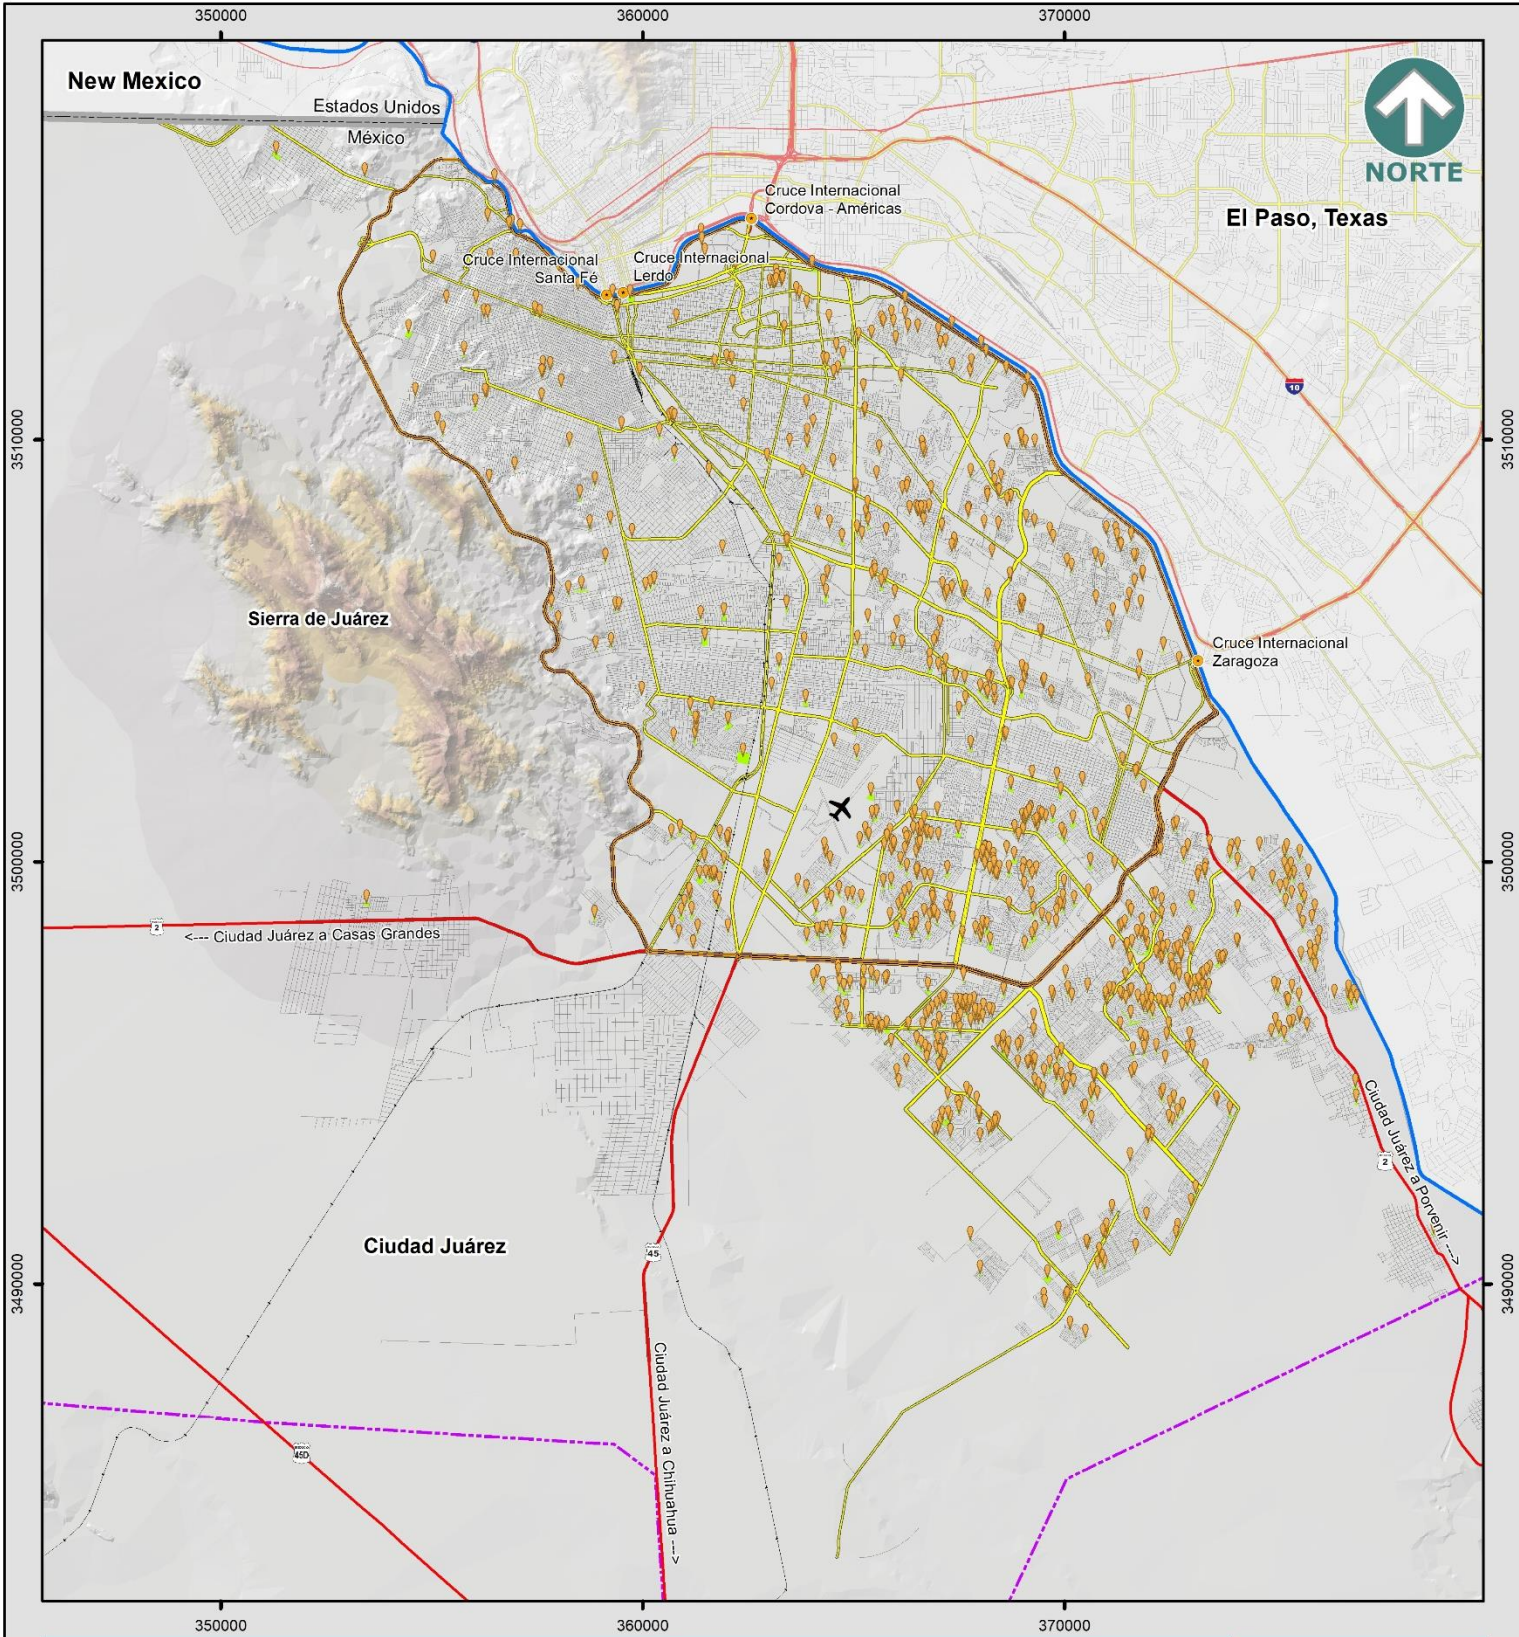 350000
360000
370000
New Mexico
Estados Unidos
México
NORTE
Cruce Internacional
Cordova - Américas
El Paso, Texas
Cruce Internacional
Santa Fé
Cruce Internacional
Lerdo
10
3510000
3510000
Sierra de Juárez
Cruce Internacional
Zaragoza
3500000
3500000
2
<--- Ciudad Juárez a Casas Grandes
Ciudad Juárez a Porvenir --->
2
Ciudad Juárez
45
3490000
3490000
Ciudad Juárez a Chihuahua --->
45D
350000
360000
370000